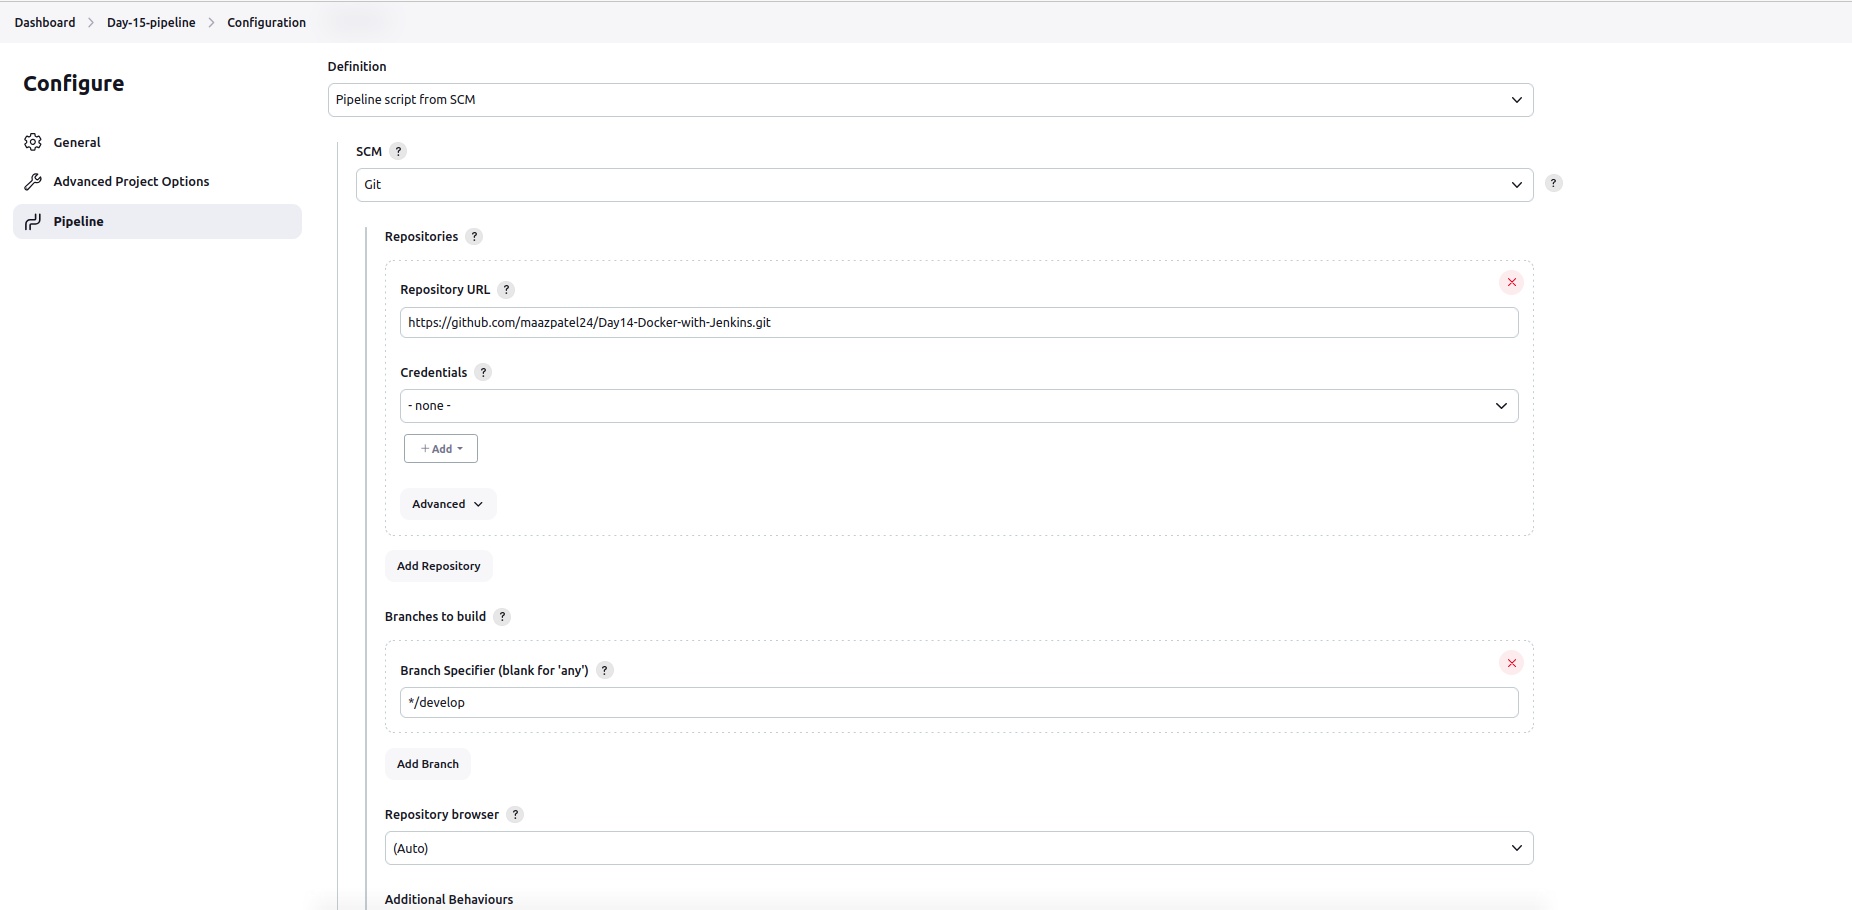 Dashboard > Day-15-pipeline > Configuration
Configure
General
Advanced Project Options
Pipeline
Definition
Pipeline script from SCM
SCM ?
Git
?
Repositories ?
Repository URL ?
https://github.com/maazpatel24/Day14-Docker-with-Jenkins.git
Credentials ?
- none -
+ Add
Advanced
Add Repository
Branches to build ?
Branch Specifier (blank for 'any') ?
*/develop
Add Branch
Repository browser ?
(Auto)
Additional Behaviours